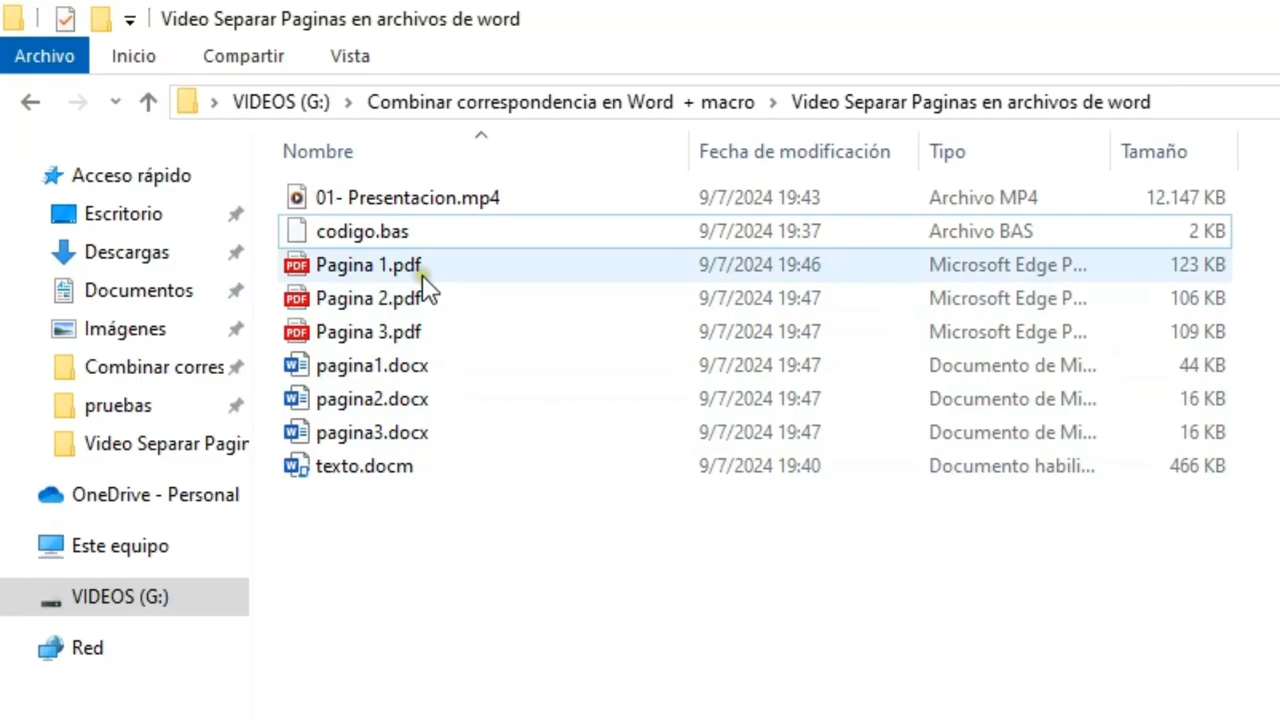 Video Separar Paginas en archivos de word
Archivo Inicio Compartir Vista
VIDEOS (G:) Combinar correspondencia en Word + macro Video Separar Paginas en archivos de word
Nombre Fecha de modificación Tipo Tamaño
Acceso rápido
Escritorio
Descargas
Documentos
Imágenes
Combinar corres
pruebas
Video Separar Pagin
OneDrive - Personal
Este equipo
VIDEOS (G:)
Red
01- Presentacion.mp4 9/7/2024 19:43 Archivo MP4 12.147 KB
codigo.bas 9/7/2024 19:37 Archivo BAS 2 KB
PDF Pagina 1.pdf 9/7/2024 19:46 Microsoft Edge P... 123 KB
PDF Pagina 2.pdf 9/7/2024 19:47 Microsoft Edge P... 106 KB
PDF Pagina 3.pdf 9/7/2024 19:47 Microsoft Edge P... 109 KB
pagina1.docx 9/7/2024 19:47 Documento de Mi... 44 KB
pagina2.docx 9/7/2024 19:47 Documento de Mi... 16 KB
pagina3.docx 9/7/2024 19:47 Documento de Mi... 16 KB
texto.docm 9/7/2024 19:40 Documento habili... 466 KB